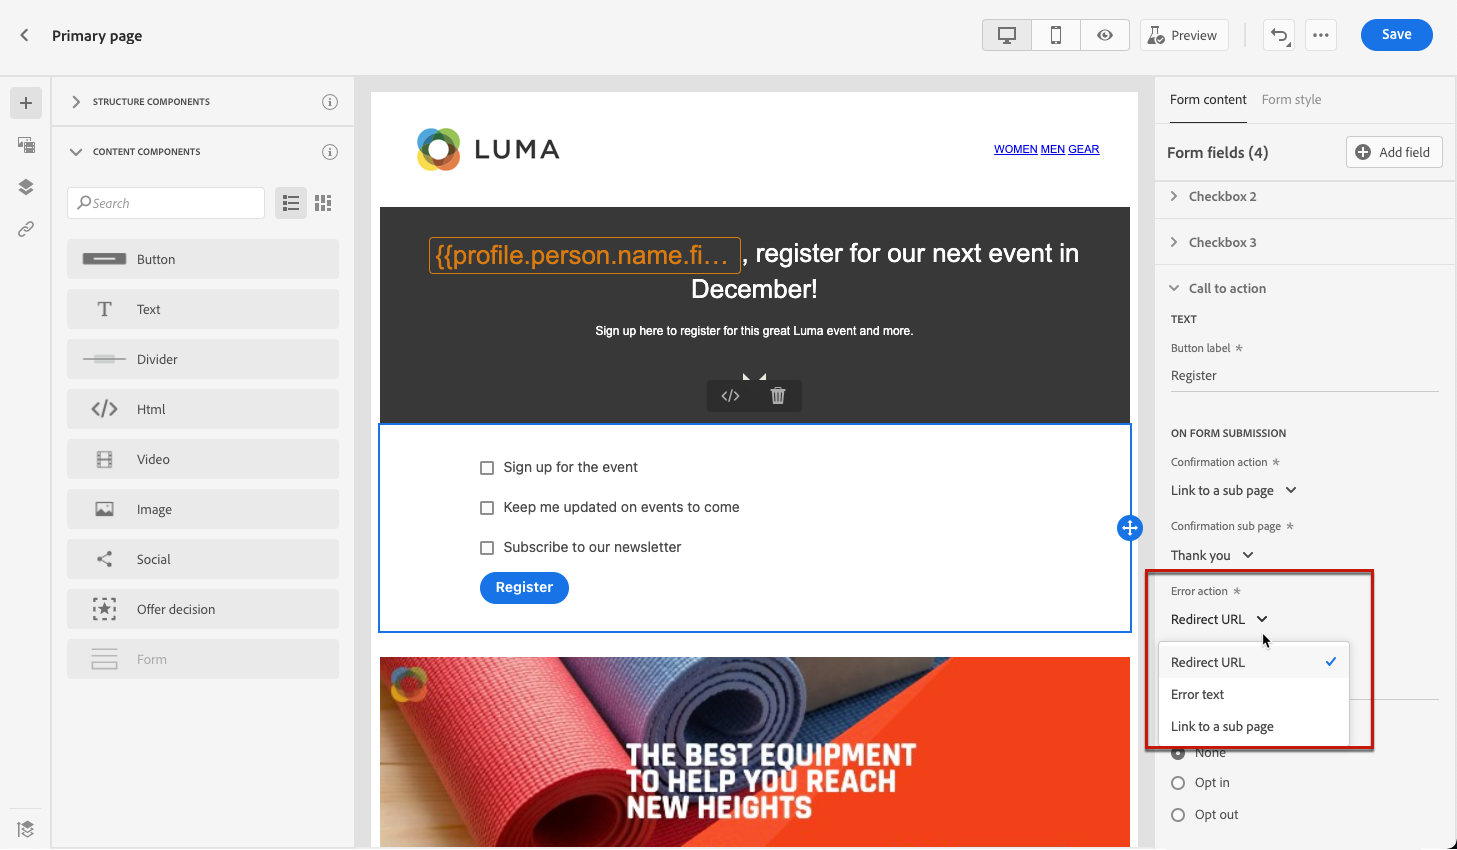 Primary page
Preview
Save
STRUCTURE COMPONENTS
CONTENT COMPONENTS
Search
Button
Text
Divider
Html
Video
Image
Social
Offer decision
Form
LUMA
WOMEN MEN GEAR
{{profile.person.name.fi... , register for our next event in
December!
Sign up here to register for this great Luma event and more.
Sign up for the event
Keep me updated on events to come
Subscribe to our newsletter
Register
THE BEST EQUIPMENT
TO HELP YOU REACH
NEW HEIGHTS
Form content Form style
Form fields (4) Add field
Checkbox 2
Checkbox 3
Call to action
TEXT
Button label *
Register
ON FORM SUBMISSION
Confirmation action *
Link to a sub page
Confirmation sub page *
Thank you
Error action *
Redirect URL
Redirect URL
Error text
Link to a sub page
None
Opt in
Opt out